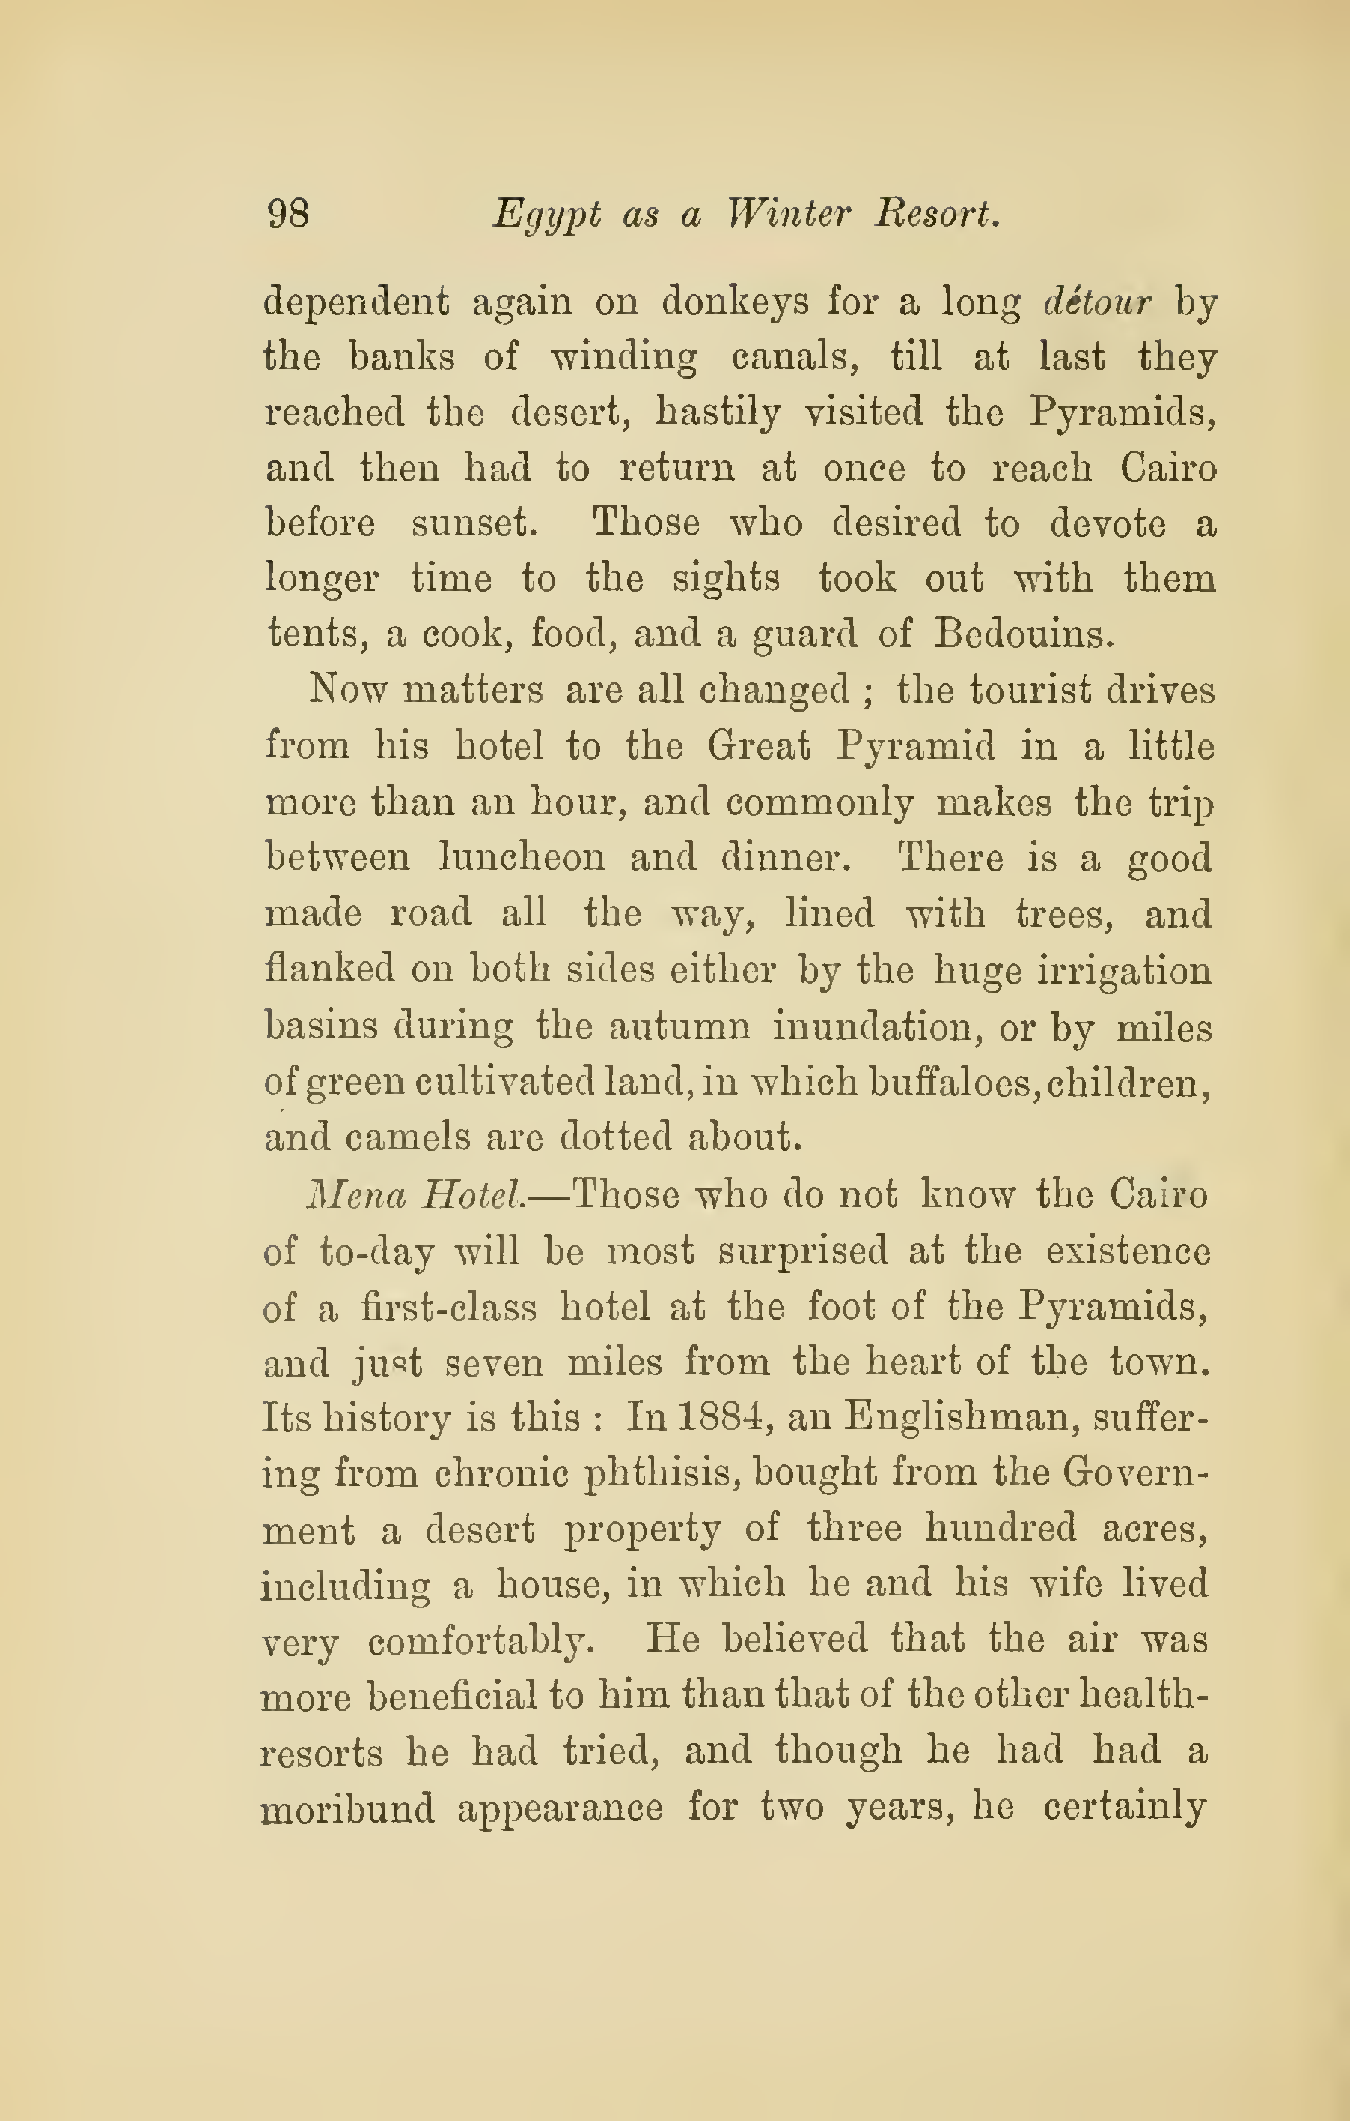 98 Egypt as a Winter Resort.
dependent again on donkeys for a long détour by
the banks of winding canals, till at last they
reached the desert, hastily visited the Pyramids,
and then had to return at once to reach Cairo
before sunset. Those who desired to devote a
longer time to the sights took out with them
tents, a cook, food, and a guard of Bedouins.
Now matters are all changed ; the tourist drives
from his hotel to the Great Pyramid in a little
more than an hour, and commonly makes the trip
between luncheon and dinner. There is a good
made road all the way, lined with trees, and
flanked on both sides either by the huge irrigation
basins during the autumn inundation, or by miles
of green cultivated land, in which buffaloes, children,
and camels are dotted about.
Mena Hotel.—Those who do not know the Cairo
of to-day will be most surprised at the existence
of a first-class hotel at the foot of the Pyramids,
and just seven miles from the heart of the town.
Its history is this : In 1884, an Englishman, suffer-
ing from chronic phthisis, bought from the Govern-
ment a desert property of three hundred acres,
including a house, in which he and his wife lived
very comfortably. He believed that the air was
more beneficial to him than that of the other health-
resorts he had tried, and though he had had a
moribund appearance for two years, he certainly